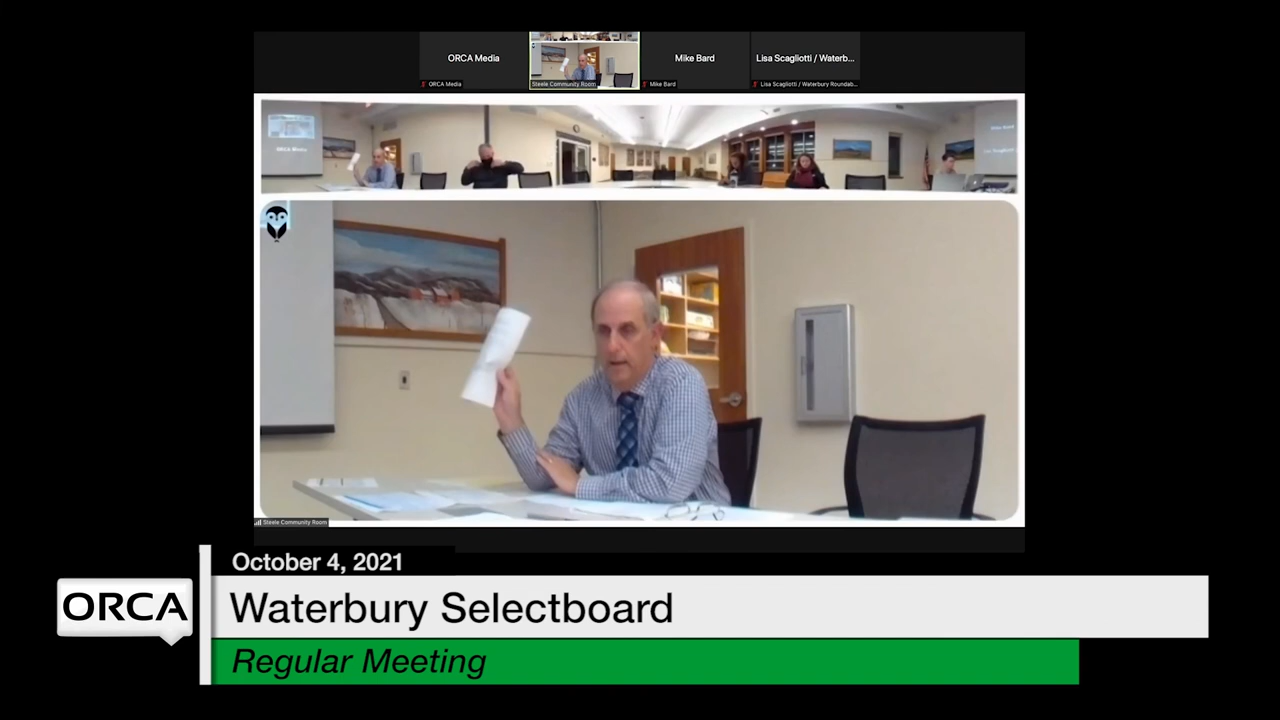 ORCA Media
Mike Bard
Lisa Scagliotti / Waterb...
ORCA Media
Steele Community Room
Mike Bard
Lisa Scagliotti / Waterbury Roundab...
ORCA Media
Steele Community Room
October 4, 2021
ORCA
Waterbury Selectboard
Regular Meeting